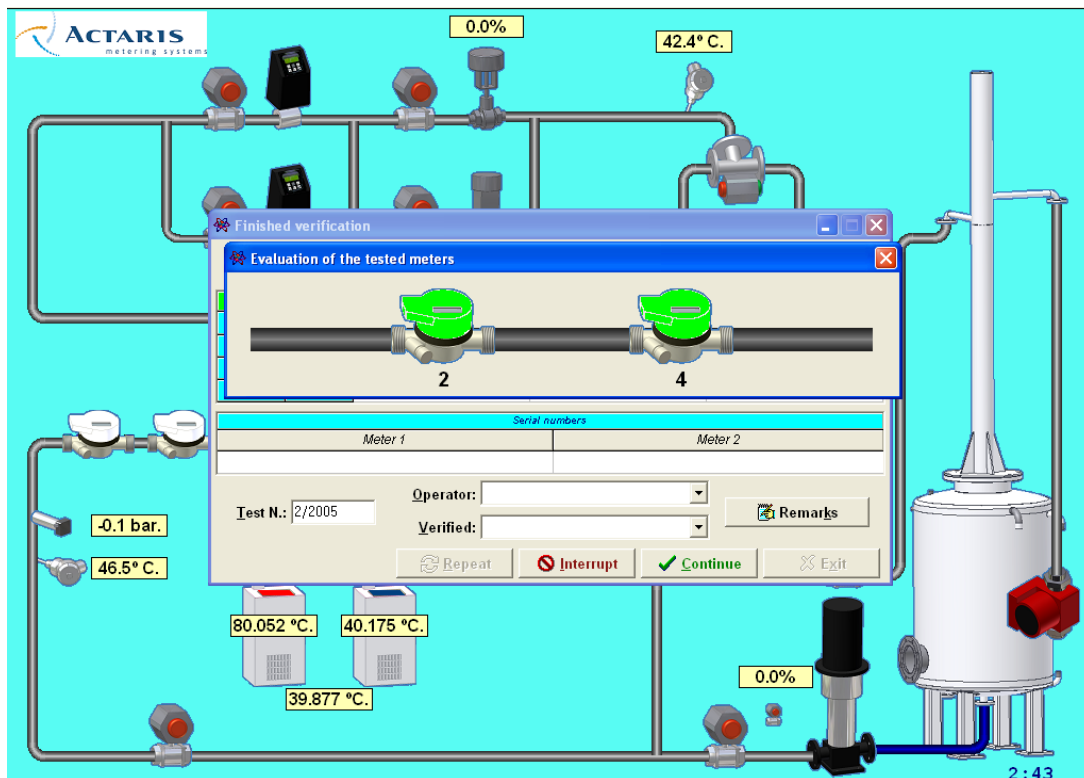 ACTARIS
metering systems
0.0%
42.4º C.
Finished verification
Evaluation of the tested meters
2
4
Serial numbers
Meter 1
Meter 2
Test N.: 2/2005
Operator:
Verified:
Remarks
Repeat
Interrupt
Continue
Exit
-0.1 bar.
46.5º C.
80.052 ºC.
40.175 ºC.
39.877 ºC.
0.0%
2:43